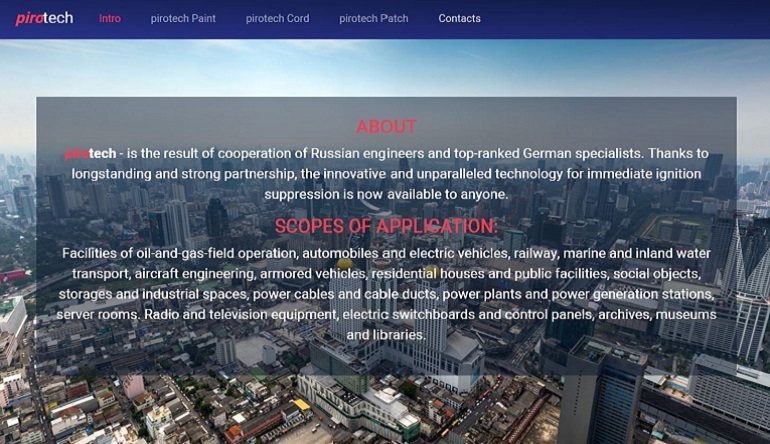 pirotech Intro pirotech Paint pirotech Cord pirotech Patch Contacts
ABOUT
pirotech - is the result of cooperation of Russian engineers and top-ranked German specialists. Thanks to
longstanding and strong partnership, the innovative and unparalleled technology for immediate ignition
suppression is now available to anyone.
SCOPES OF APPLICATION:
Facilities of oil-and-gas-field operation, automobiles and electric vehicles, railway, marine and inland water
transport, aircraft engineering, armored vehicles, residential houses and public facilities, social objects,
storages and industrial spaces, power cables and cable ducts, power plants and power generation stations,
server rooms. Radio and television equipment, electric switchboards and control panels, archives, museums
and libraries.